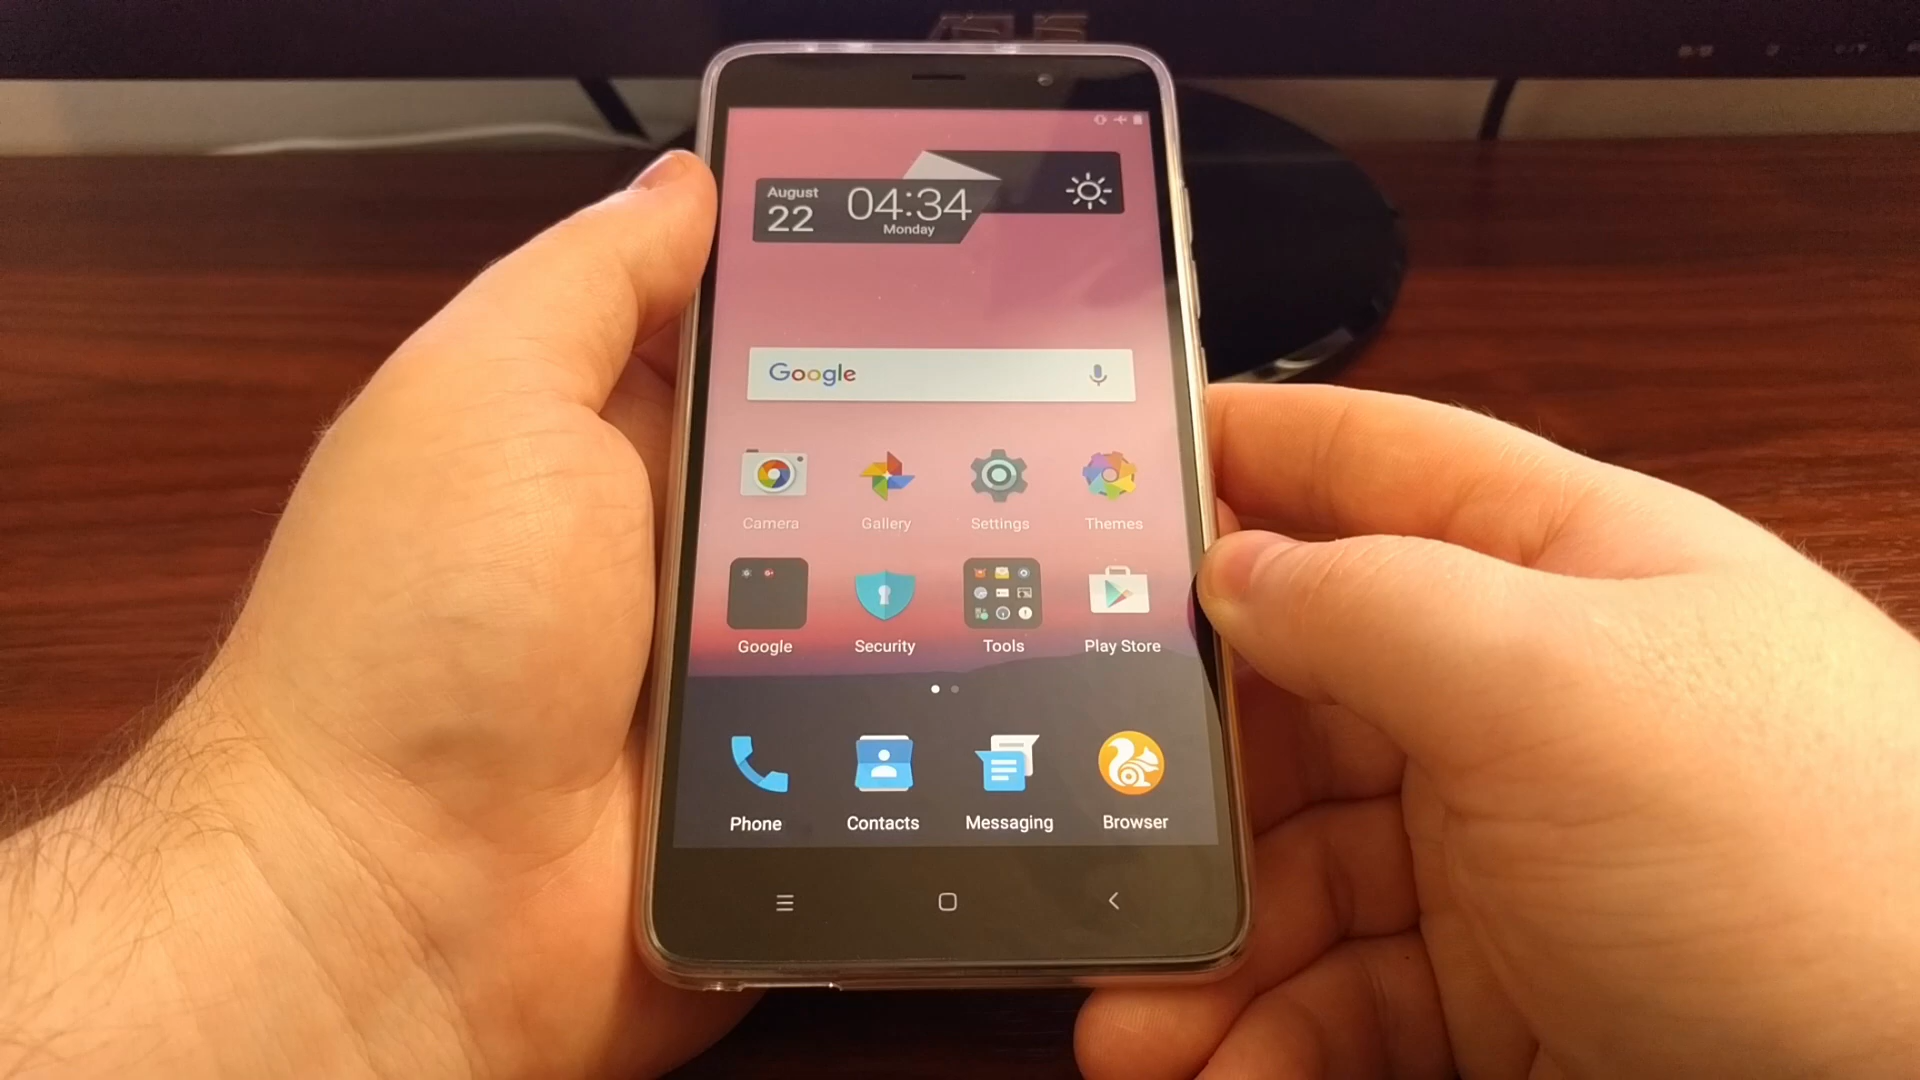 August
22
04:34
Monday
Google
Camera
Gallery
Settings
Themes
Google
Security
Tools
Play Store
Phone
Contacts
Messaging
Browser